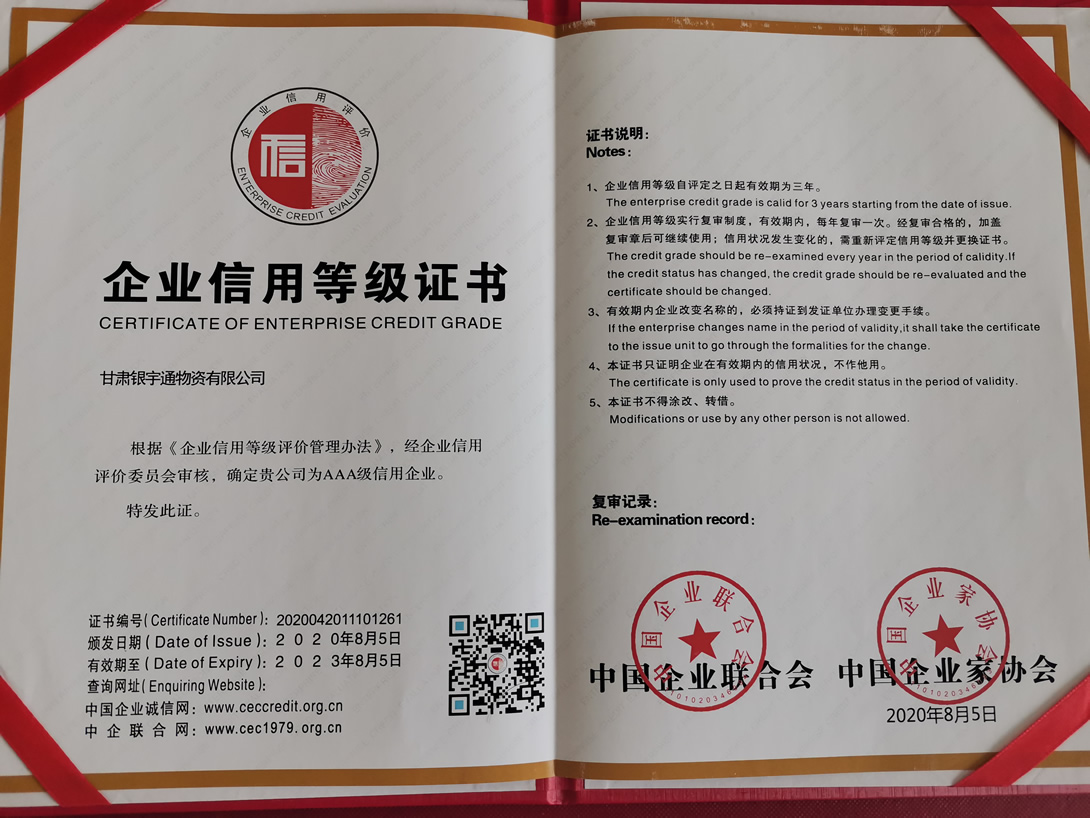 企业信用评价
信
ENTERPRISE CREDIT EVALUATION
企业信用等级证书
CERTIFICATE OF ENTERPRISE CREDIT GRADE
甘肃银宇通物资有限公司
根据《企业信用等级评价管理办法》，经企业信用
评价委员会审核，确定贵公司为AAA级信用企业。
特发此证。
证书编号(Certificate Number)：2020042011101261
颁发日期(Date of Issue)：２０２０年8月5日
有效期至(Date of Expiry)：２０２３年8月5日
查询网址(Enquiring Website)：
中国企业诚信网：www.ceccredit.org.cn
中企联合网：www.cec1979.org.cn
证书说明：
Notes：
1、企业信用等级自评定之日起有效期为三年。
The enterprise credit grade is calid for 3 years starting from the date of issue.
2、企业信用等级实行复审制度，有效期内，每年复审一次。经复审合格的，加盖
复审章后可继续使用；信用状况发生变化的，需重新评定信用等级并更换证书。
The credit grade should be re-examined every year in the period of calidity.If
the credit status has changed, the credit grade should be re-evaluated and the
certificate should be changed.
3、有效期内企业改变名称的，必须持证到发证单位办理变更手续。
If the enterprise changes name in the period of validity,it shall take the certificate
to the issue unit to go through the formalities for the change.
4、本证书只证明企业在有效期内的信用状况，不作他用。
The certificate is only used to prove the credit status in the period of validity.
5、本证书不得涂改、转借。
Modifications or use by any other person is not allowed.
复审记录：
Re-examination record：
中国企业联合会
中国企业家协会
中国企业联合会 中国企业家协会
2020年8月5日